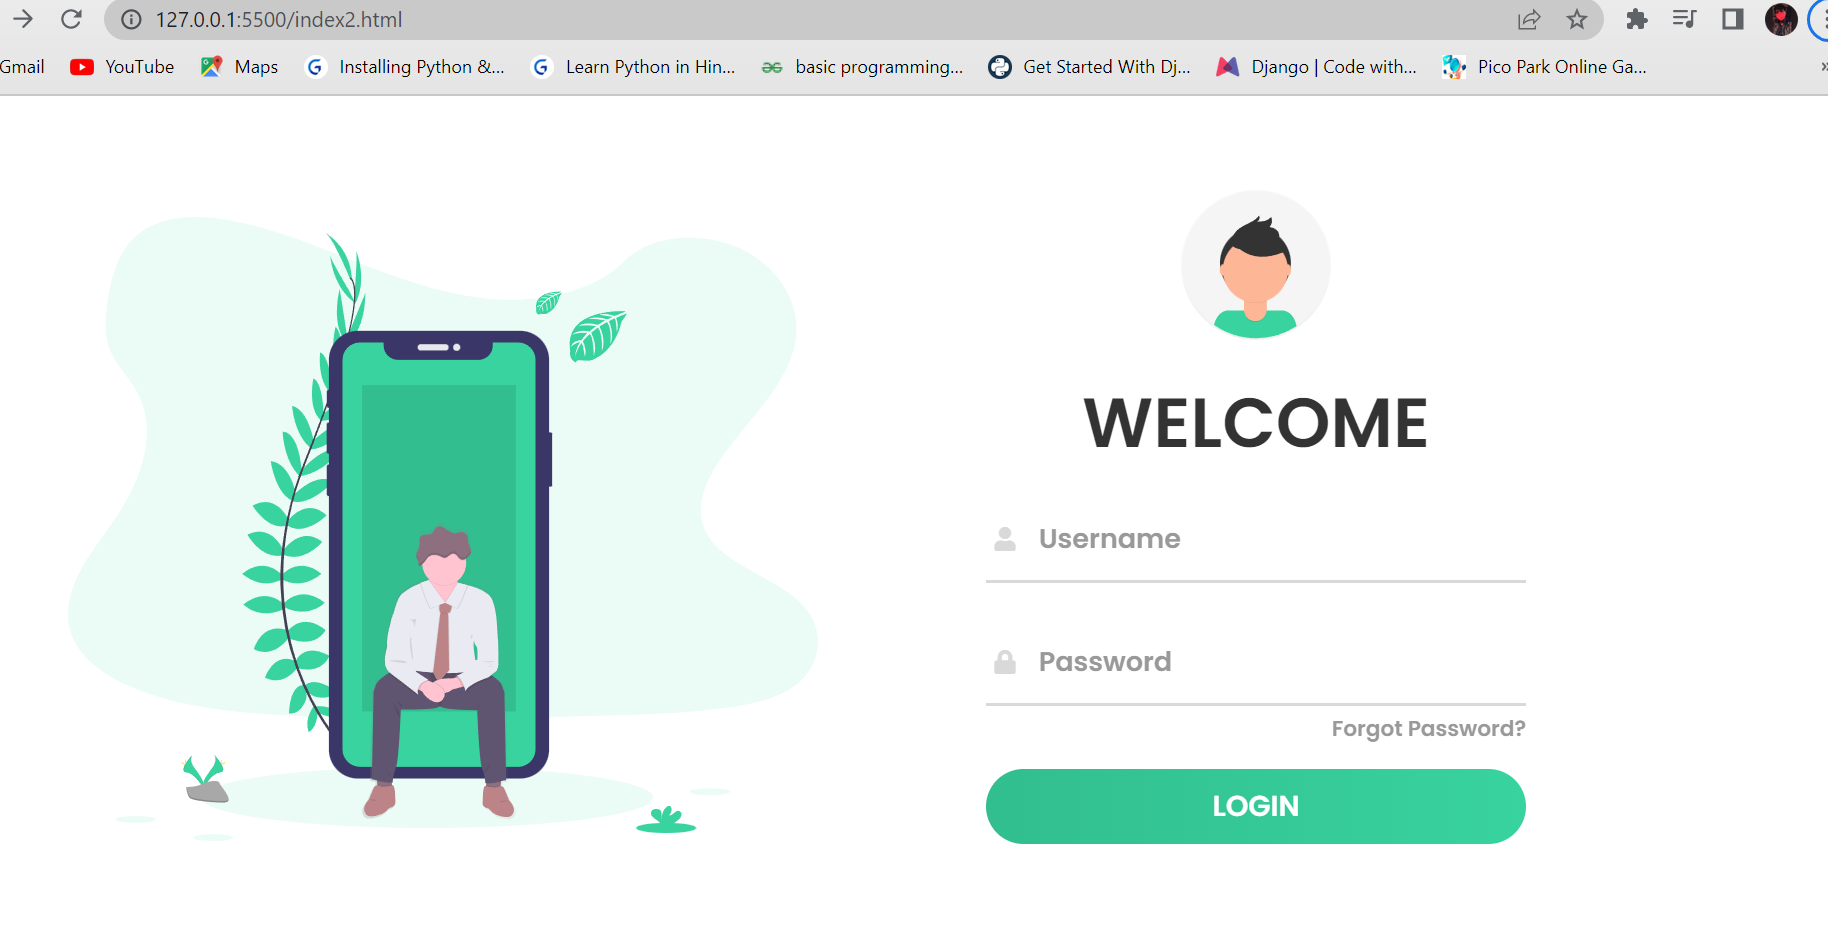 127.0.0.1:5500/index2.html
Gmail YouTube Maps Installing Python &... Learn Python in Hin... basic programming... Get Started With Dj... Django | Code with... Pico Park Online Ga... »
WELCOME
Username
Password
Forgot Password?
LOGIN